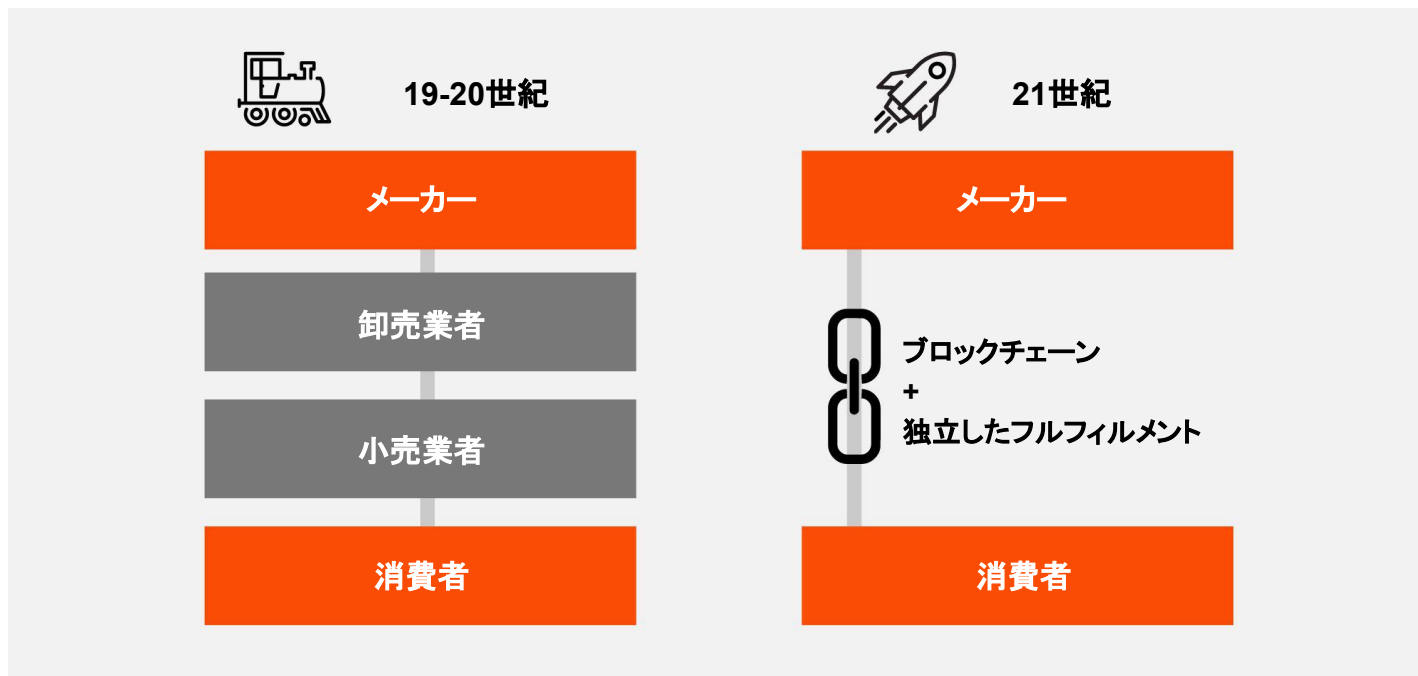 19-20世紀
メーカー
卸売業者
小売業者
消費者
21世紀
メーカー
ブロックチェーン
+
独立したフルフィルメント
消費者